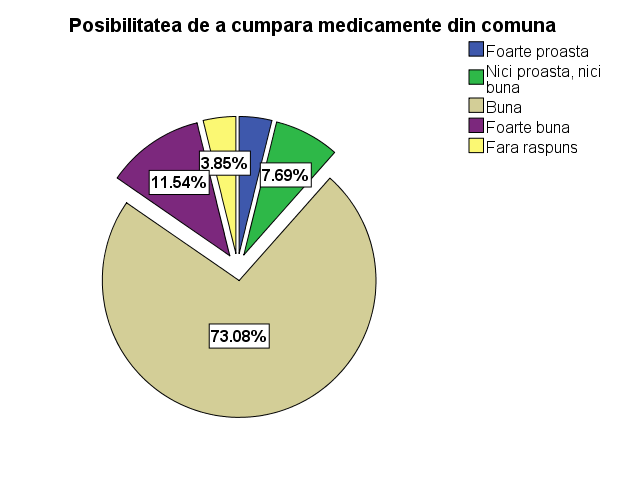 Posibilitatea de a cumpara medicamente din comuna
Foarte proasta
Nici proasta, nici
buna
Buna
Foarte buna
Fara raspuns
3.85%
7.69%
11.54%
73.08%